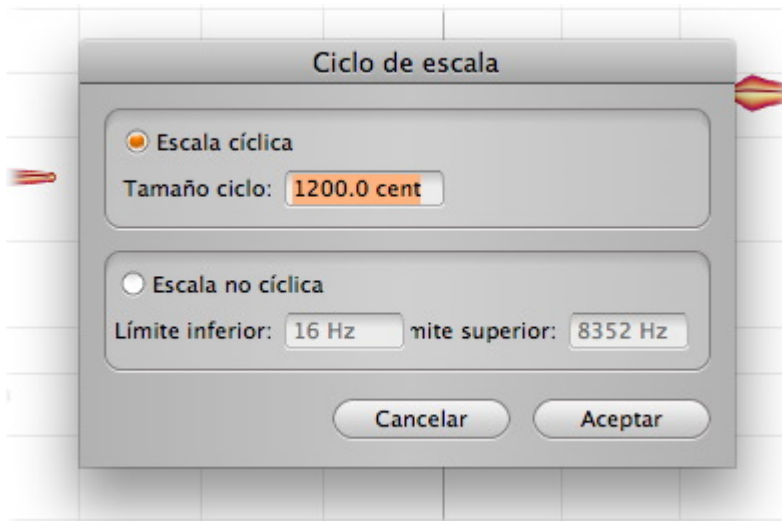 Ciclo de escala
Escala cíclica
Tamaño ciclo: 1200.0 cent
Escala no cíclica
Límite inferior: 16 Hz mite superior: 8352 Hz
Cancelar Aceptar